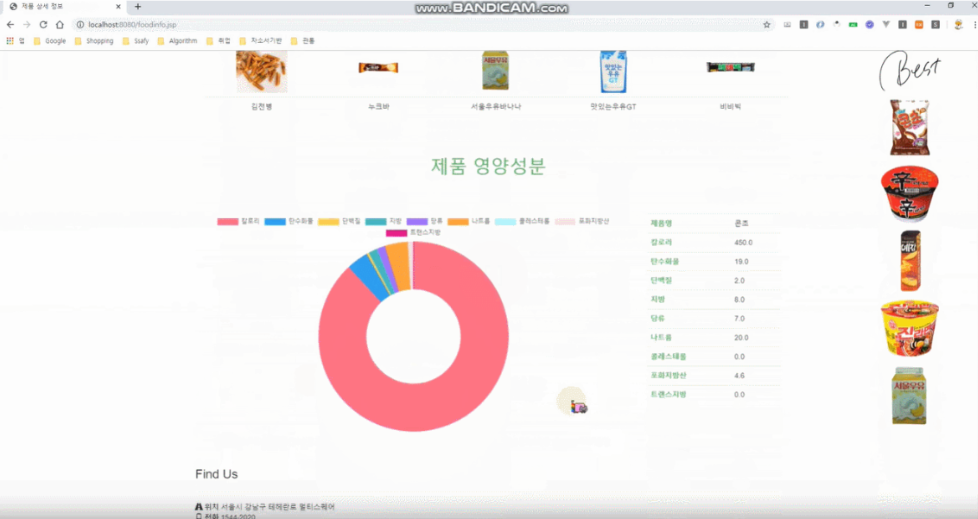 WWW.BANDICAM.COM
제품 상세 정보
localhost:8080/foodinfo.jsp
앱 Google Shopping Ssafy Algorithm 취업 자소서기반 관통
김전병 누크바 서울우유바나나 맛있는우유GT 비비빅
Best
제품 영양성분
칼로리 탄수화물 단백질 지방 당류 나트륨 콜레스테롤 포화지방산
트랜스지방
제품명 콘초
칼로리 450.0
탄수화물 19.0
단백질 2.0
지방 8.0
당류 7.0
나트륨 20.0
콜레스테롤 0.0
포화지방산 4.6
트랜스지방 0.0
Find Us
위치 서울시 강남구 테헤란로 멀티스퀘어
전화 1544-2020